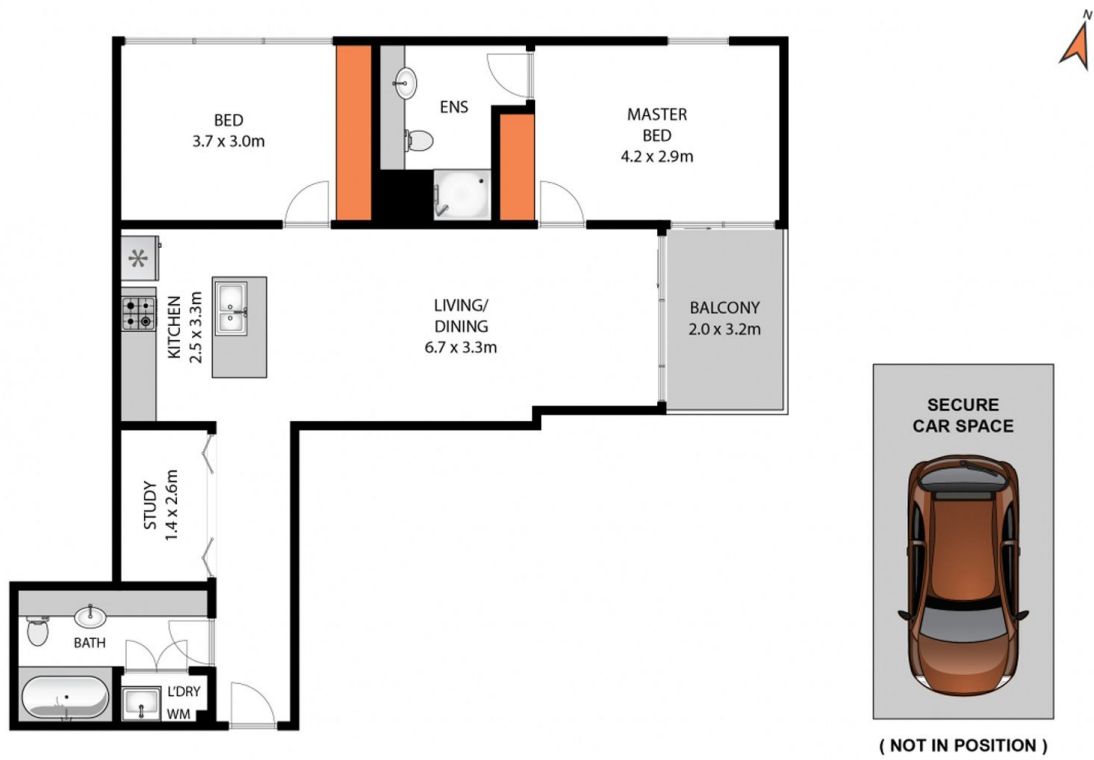 N
BED
3.7 x 3.0m
ENS
MASTER
BED
4.2 x 2.9m
KITCHEN
2.5 x 3.3m
LIVING/
DINING
6.7 x 3.3m
BALCONY
2.0 x 3.2m
STUDY
1.4 x 2.6m
BATH
L'DRY
WM
SECURE
CAR SPACE
( NOT IN POSITION )